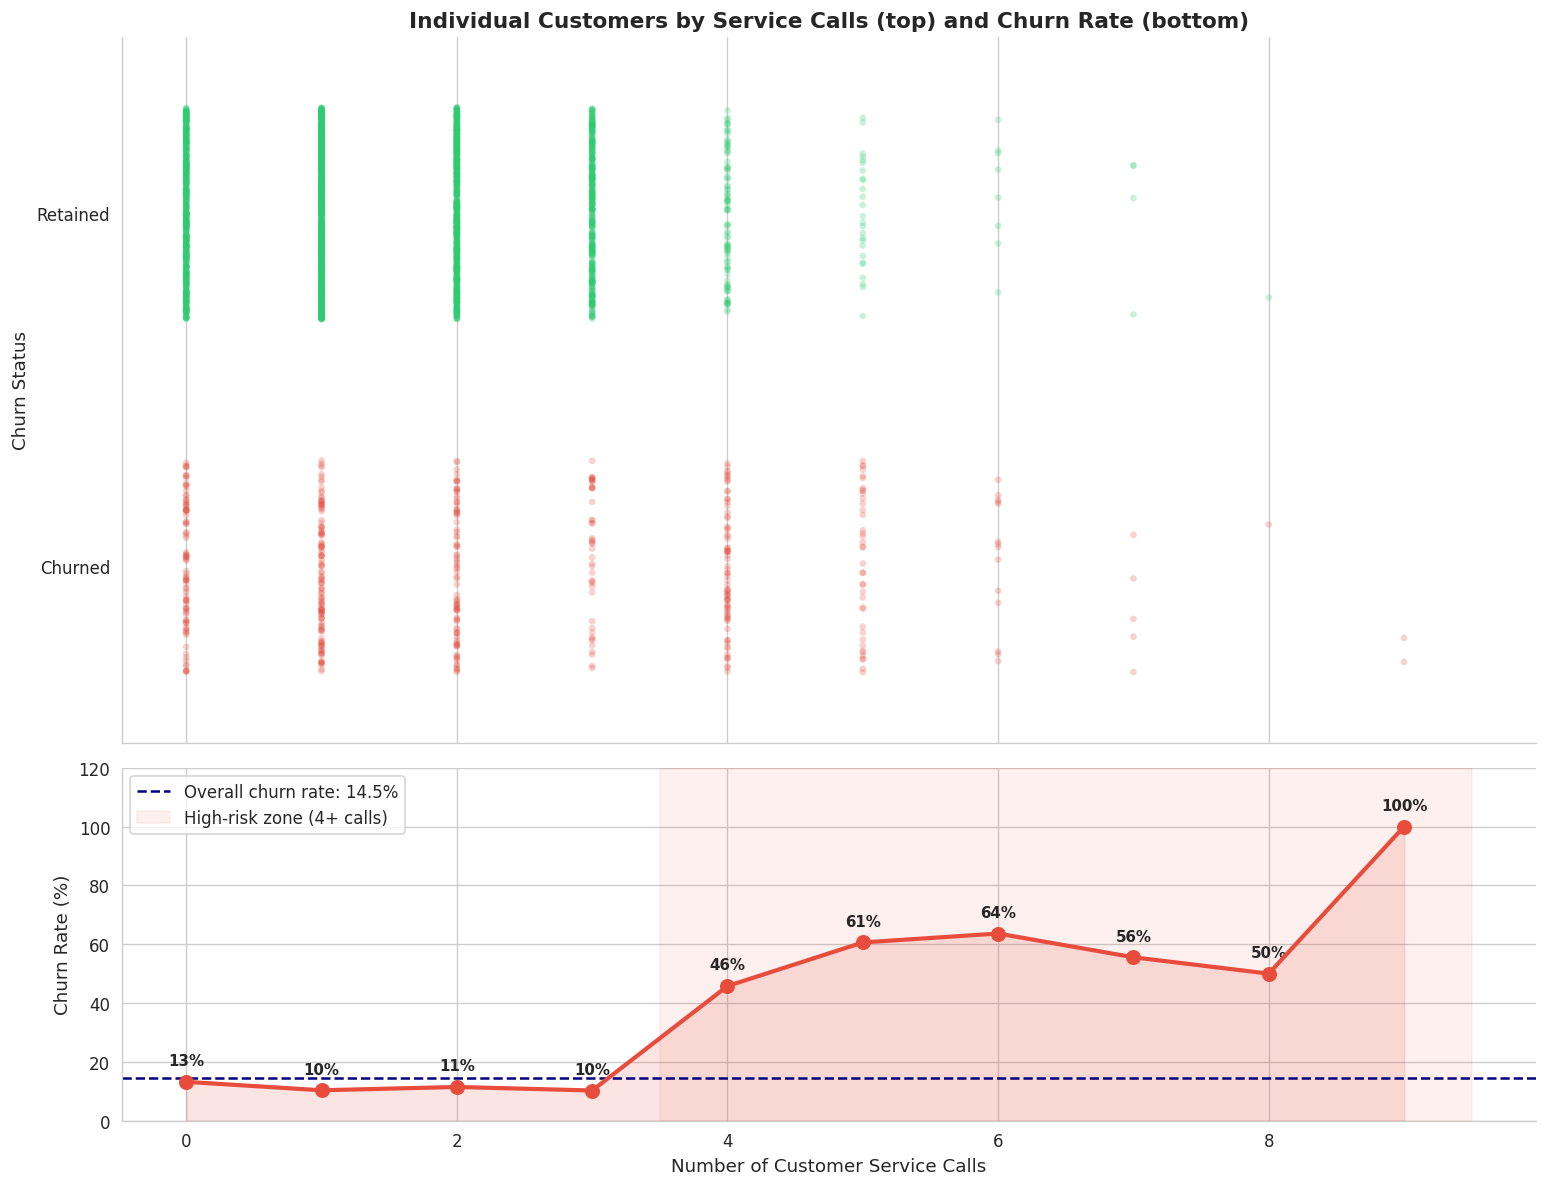 Individual Customers by Service Calls (top) and Churn Rate (bottom)
Churn Status
Retained
Churned
Churn Rate (%)
120
100
80
60
40
20
0
Overall churn rate: 14.5%
High-risk zone (4+ calls)
13%
10%
11%
10%
46%
61%
64%
56%
50%
100%
0 2 4 6 8
Number of Customer Service Calls